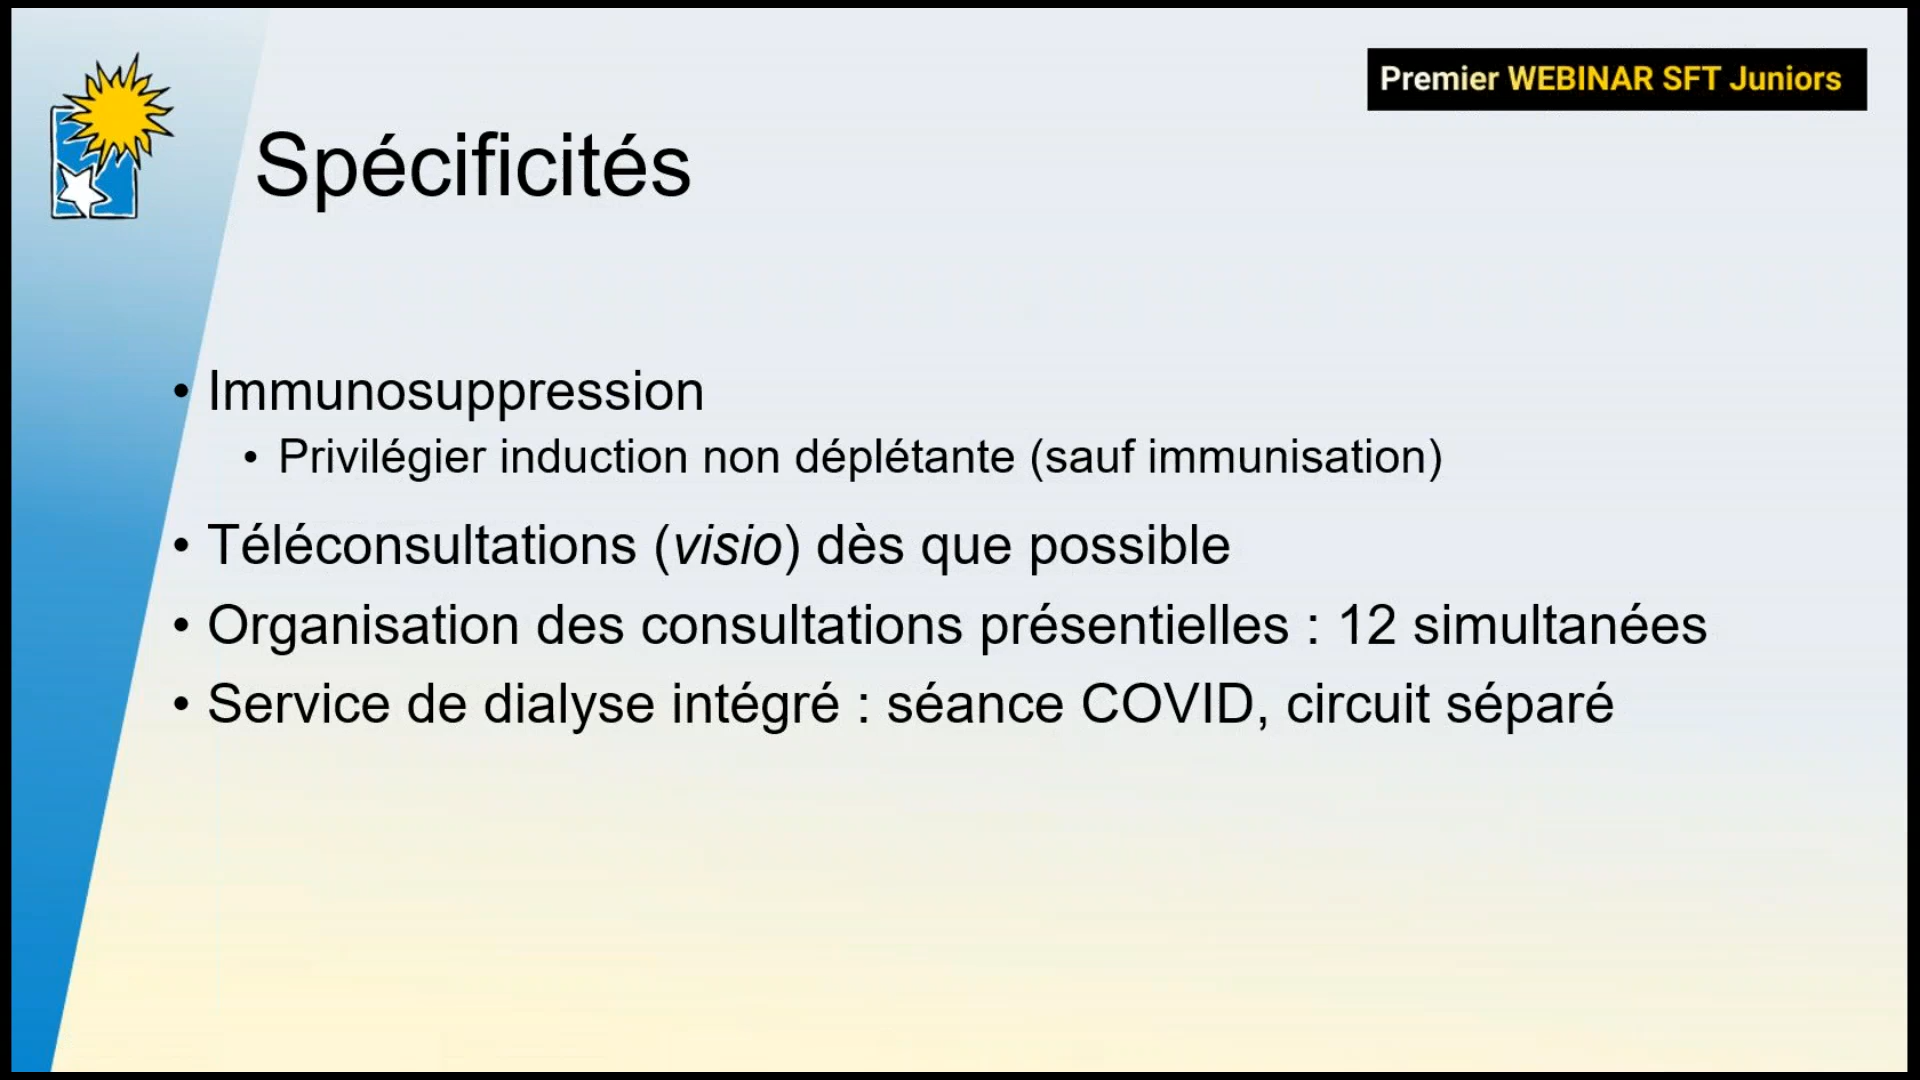 Premier WEBINAR SFT Juniors
Spécificités
• Immunosuppression
• Privilégier induction non déplétante (sauf immunisation)
• Téléconsultations (visio) dès que possible
• Organisation des consultations présentielles : 12 simultanées
• Service de dialyse intégré : séance COVID, circuit séparé